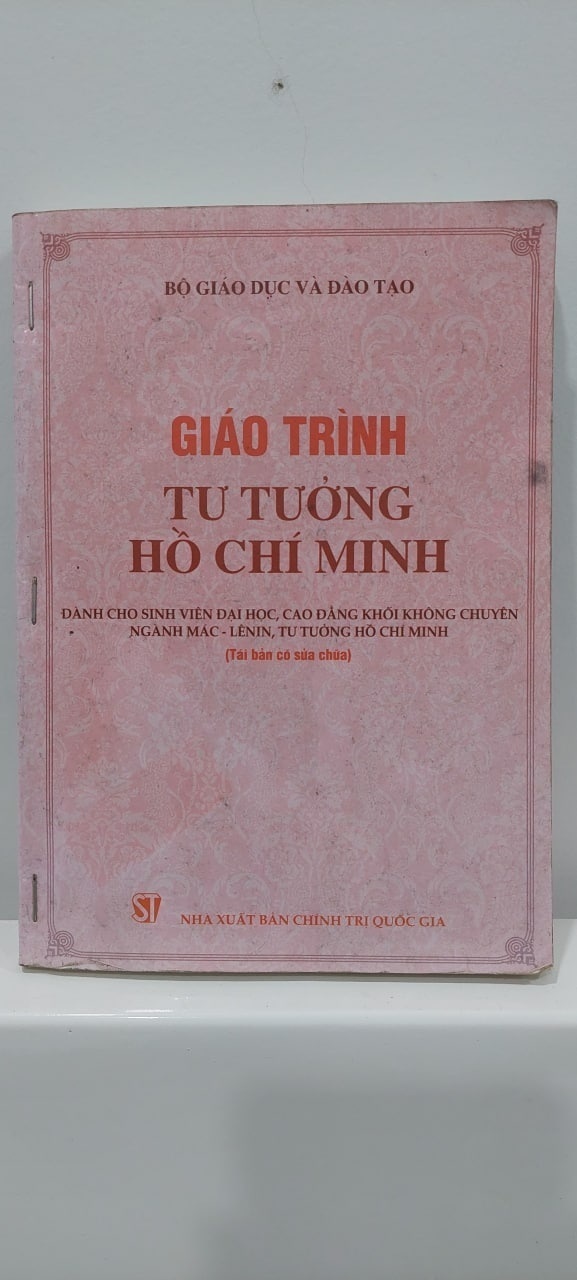 BỘ GIÁO DỤC VÀ ĐÀO TẠO
GIÁO TRÌNH
TƯ TƯỞNG
HỒ CHÍ MINH
DÀNH CHO SINH VIÊN ĐẠI HỌC, CAO ĐẲNG KHỐI KHÔNG CHUYÊN
NGÀNH MÁC - LÊNIN, TƯ TƯỞNG HỒ CHÍ MINH
(Tái bản có sửa chữa)
ST NHÀ XUẤT BẢN CHÍNH TRỊ QUỐC GIA